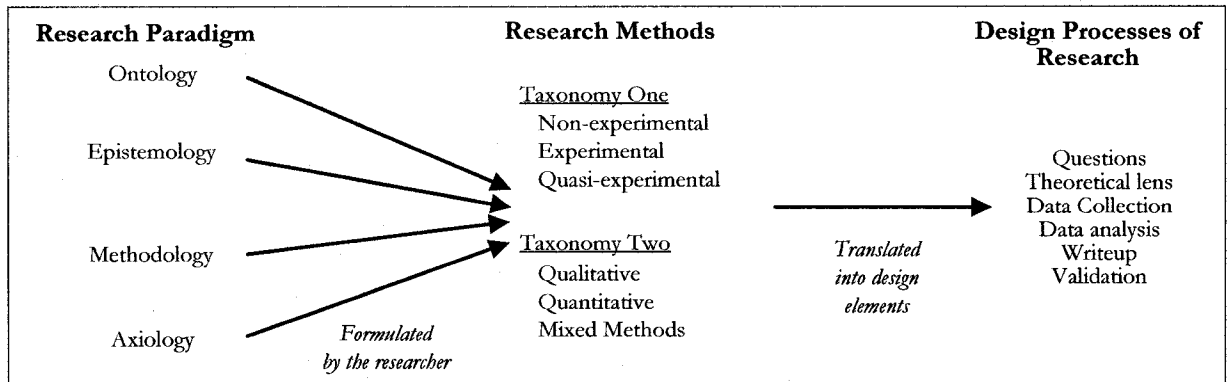 Research Paradigm
Ontology
Epistemology
Methodology
Axiology
Formulated
by the researcher
Research Methods
Taxonomy One
Non-experimental
Experimental
Quasi-experimental
Taxonomy Two
Qualitative
Quantitative
Mixed Methods
Translated
into design
elements
Design Processes of
Research
Questions
Theoretical lens
Data Collection
Data analysis
Writeup
Validation